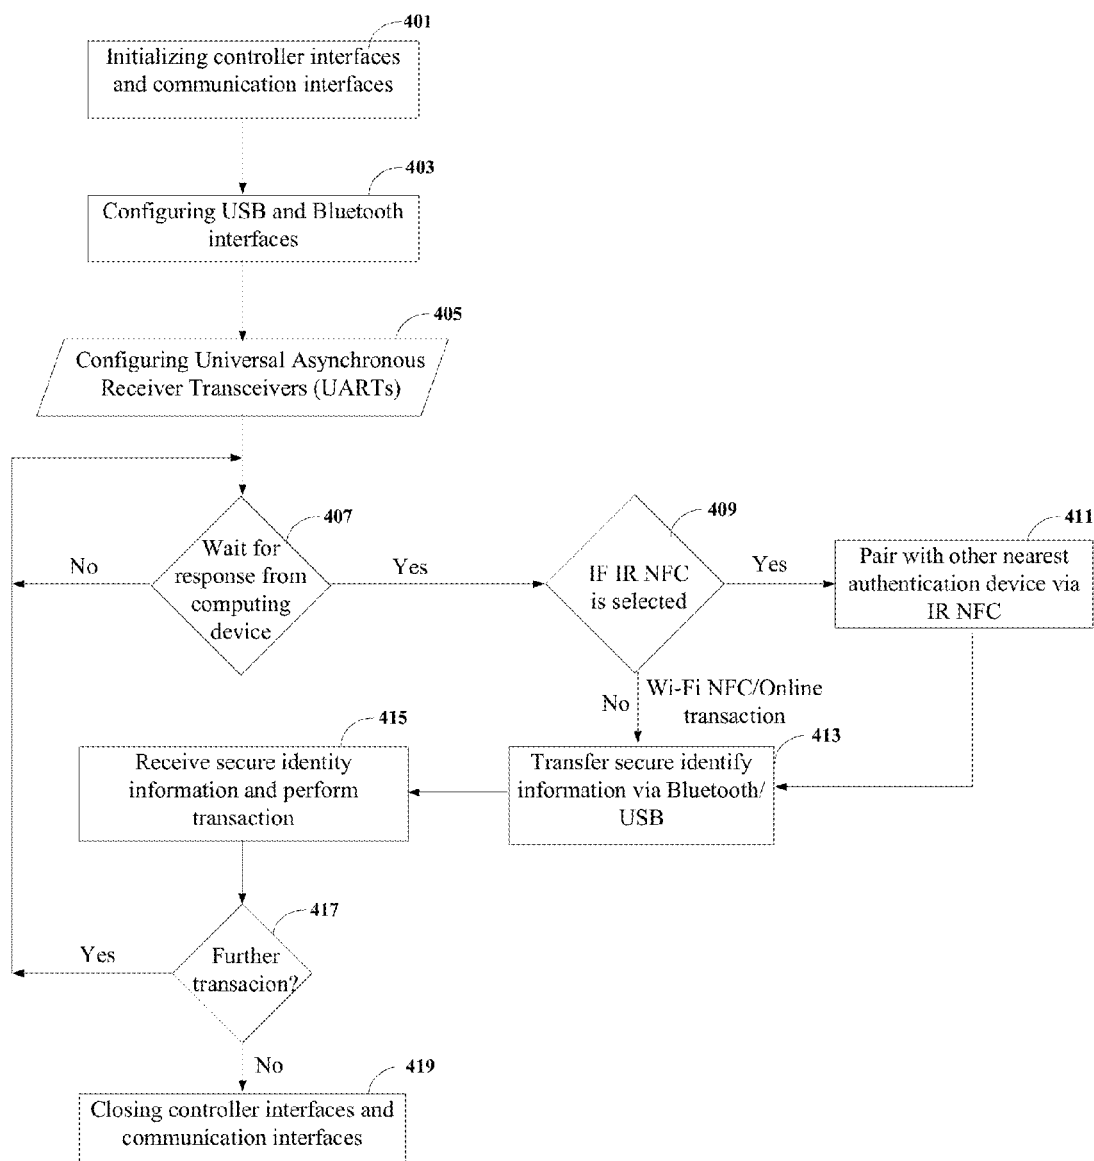 401
Initializing controller interfaces
and communication interfaces
403
Configuring USB and Bluetooth
interfaces
405
Configuring Universal Asynchronous
Receiver Transceivers (UARTs)
407
Wait for
response from
computing
device
No
Yes
409
IF IR NFC
is selected
Yes
411
Pair with other nearest
authentication device via
IR NFC
No
Wi-Fi NFC/Online
transaction
413
Transfer secure identify
information via Bluetooth/
USB
415
Receive secure identity
information and perform
transaction
417
Further
transacion?
Yes
No
419
Closing controller interfaces and
communication interfaces